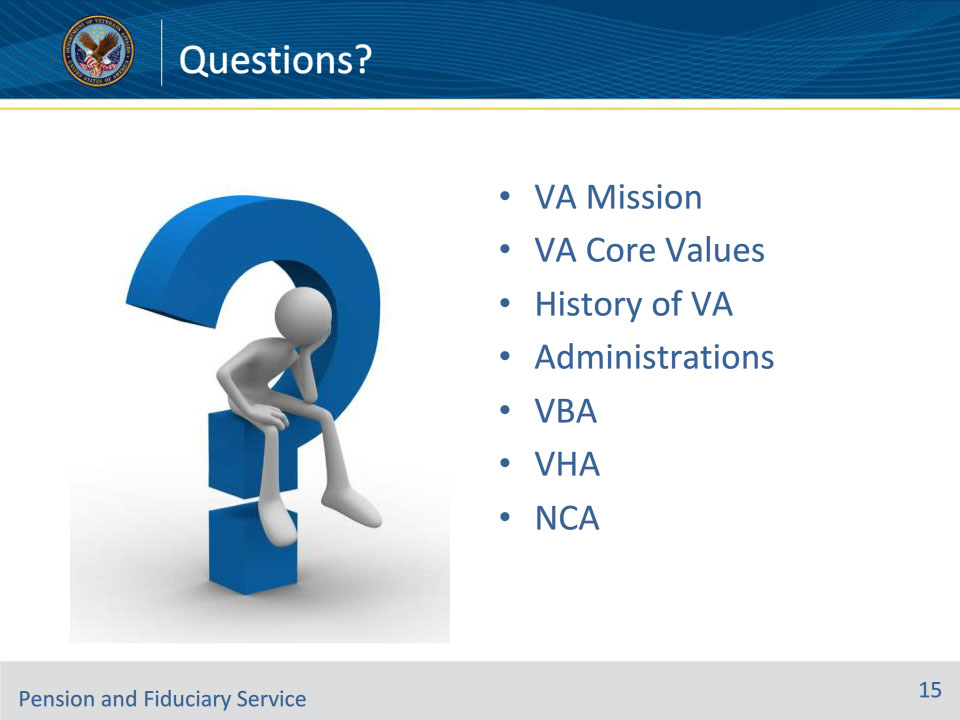 Questions?
• VA Mission
• VA Core Values
• History of VA
• Administrations
• VBA
• VHA
• NCA
Pension and Fiduciary Service
15